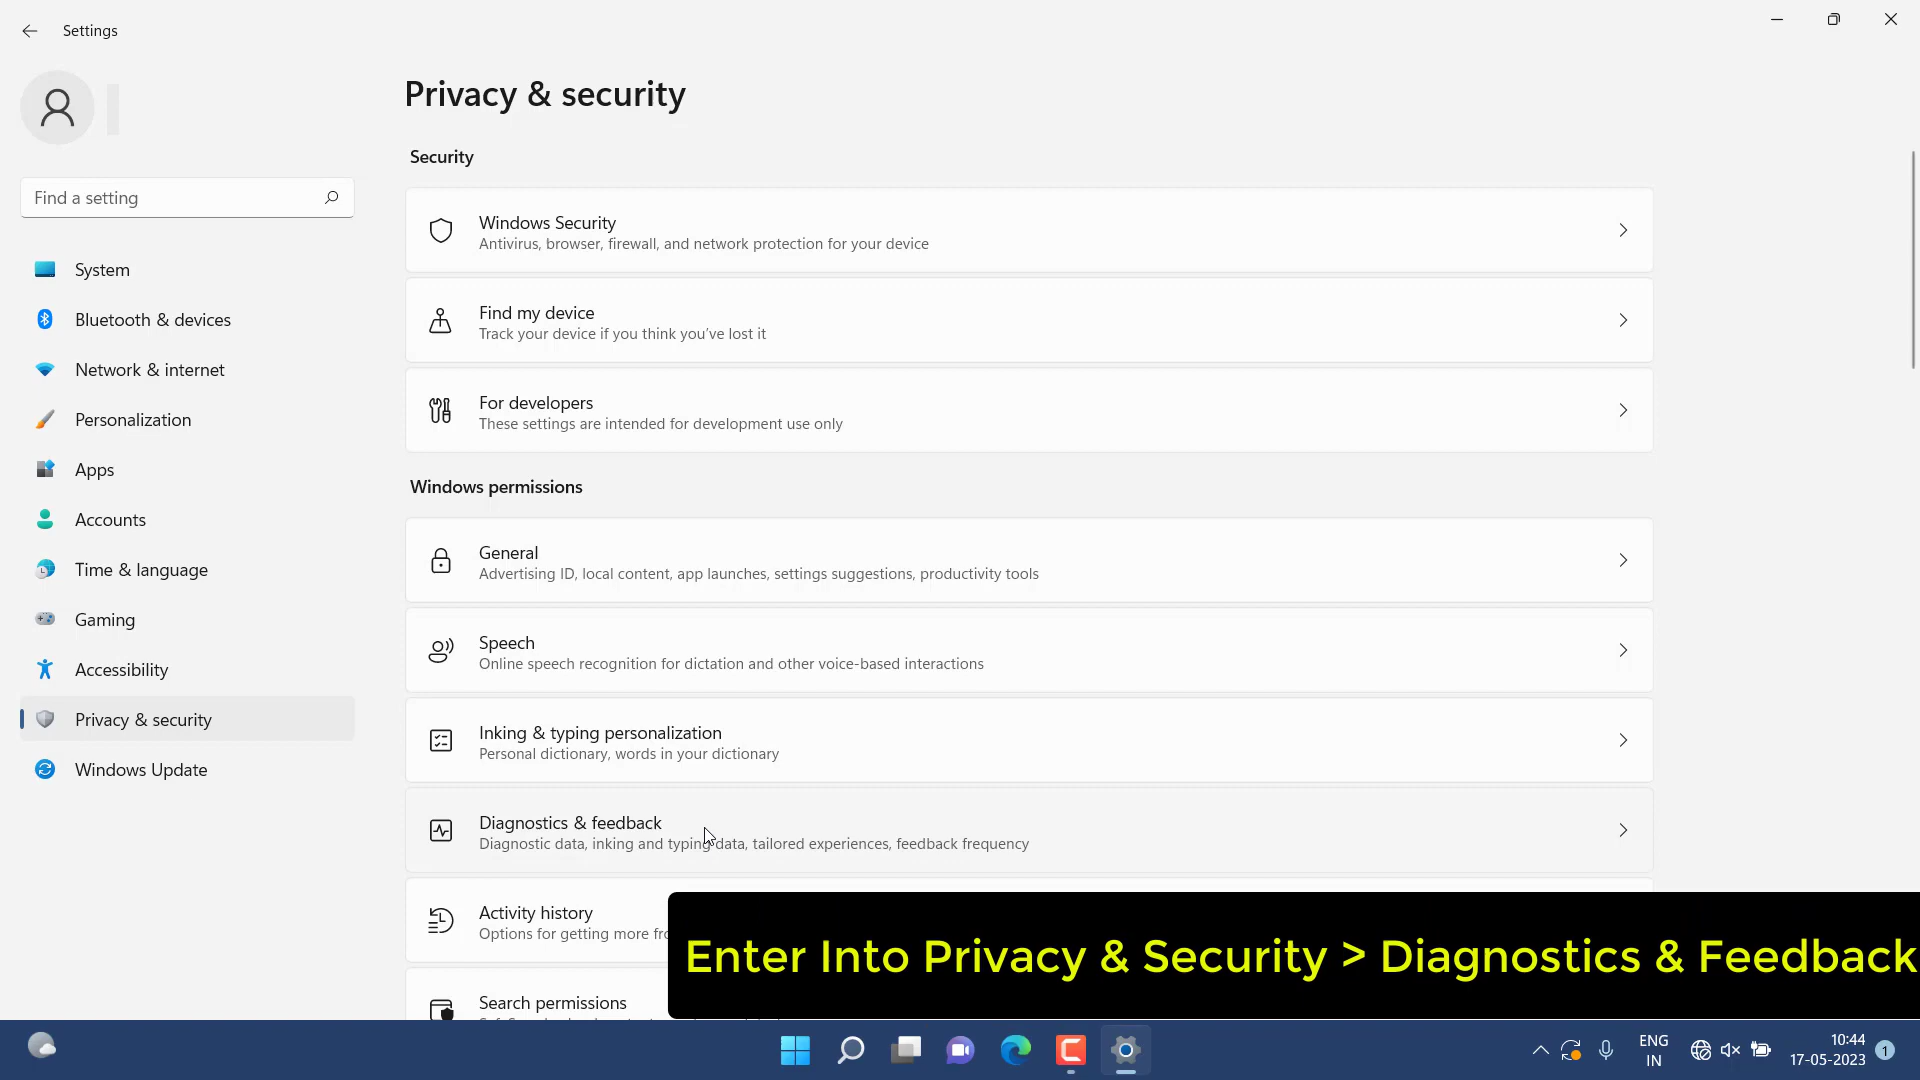 Settings
Find a setting
System
Bluetooth & devices
Network & internet
Personalization
Apps
Accounts
Time & language
Gaming
Accessibility
Privacy & security
Windows Update
Privacy & security
Security
Windows Security
Antivirus, browser, firewall, and network protection for your device
Find my device
Track your device if you think you've lost it
For developers
These settings are intended for development use only
Windows permissions
General
Advertising ID, local content, app launches, settings suggestions, productivity tools
Speech
Online speech recognition for dictation and other voice-based interactions
Inking & typing personalization
Personal dictionary, words in your dictionary
Diagnostics & feedback
Diagnostic data, inking and typing data, tailored experiences, feedback frequency
Activity history
Options for getting more
Search permissions
Enter Into Privacy & Security > Diagnostics & Feedback
ENG
IN
10:44
17-05-2023
1